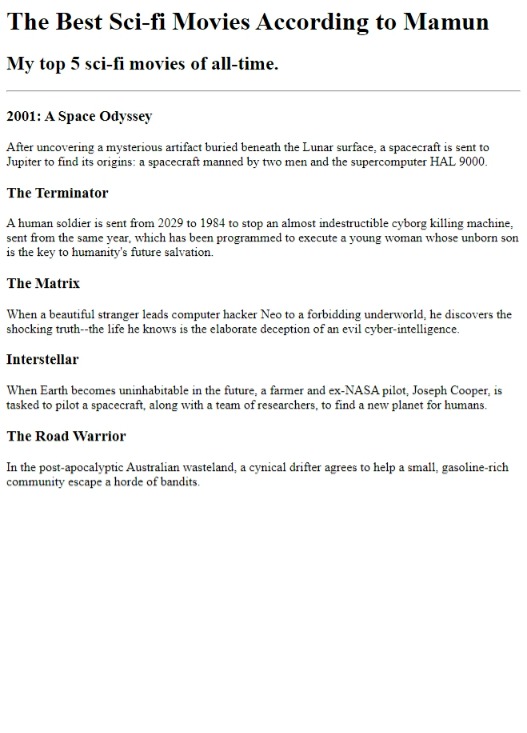 The Best Sci-fi Movies According to Mamun
My top 5 sci-fi movies of all-time.
2001: A Space Odyssey
After uncovering a mysterious artifact buried beneath the Lunar surface, a spacecraft is sent to
Jupiter to find its origins: a spacecraft manned by two men and the supercomputer HAL 9000.
The Terminator
A human soldier is sent from 2029 to 1984 to stop an almost indestructible cyborg killing machine,
sent from the same year, which has been programmed to execute a young woman whose unborn son
is the key to humanity's future salvation.
The Matrix
When a beautiful stranger leads computer hacker Neo to a forbidding underworld, he discovers the
shocking truth--the life he knows is the elaborate deception of an evil cyber-intelligence.
Interstellar
When Earth becomes uninhabitable in the future, a farmer and ex-NASA pilot, Joseph Cooper, is
tasked to pilot a spacecraft, along with a team of researchers, to find a new planet for humans.
The Road Warrior
In the post-apocalyptic Australian wasteland, a cynical drifter agrees to help a small, gasoline-rich
community escape a horde of bandits.